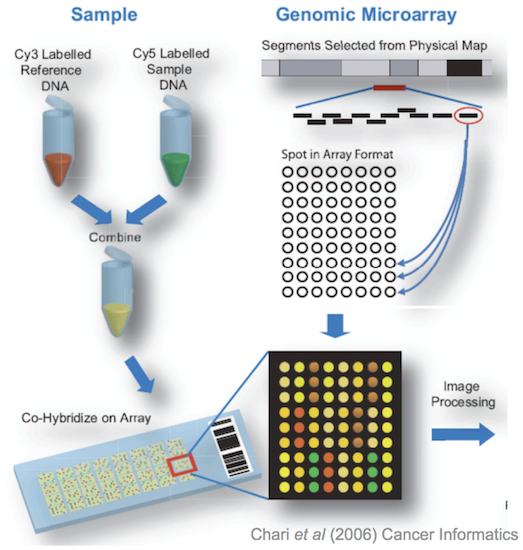 Sample
Genomic Microarray
Cy3 Labelled
Reference
DNA
Cy5 Labelled
Sample
DNA
Segments Selected from Physical Map
Spot in Array Format
Combine
Co-Hybridize on Array
Image
Processing
Chari et al (2006) Cancer Informatics